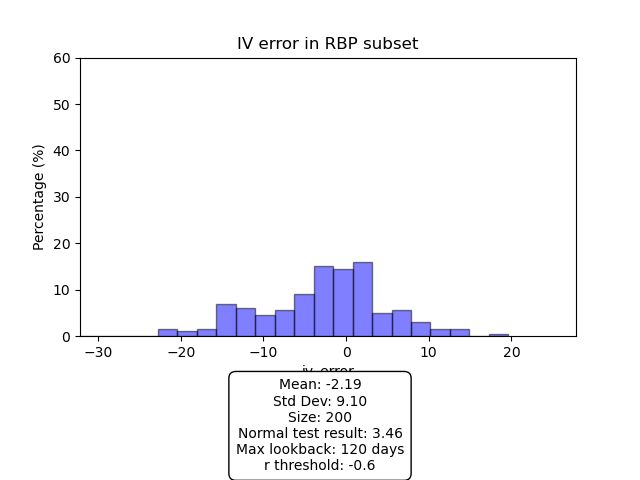 IV error in RBP subset
Percentage (%)
60
50
40
30
20
10
0
−30 −20 −10 0 10 20
iv_error
Mean: -2.19
Std Dev: 9.10
Size: 200
Normal test result: 3.46
Max lookback: 120 days
r threshold: -0.6